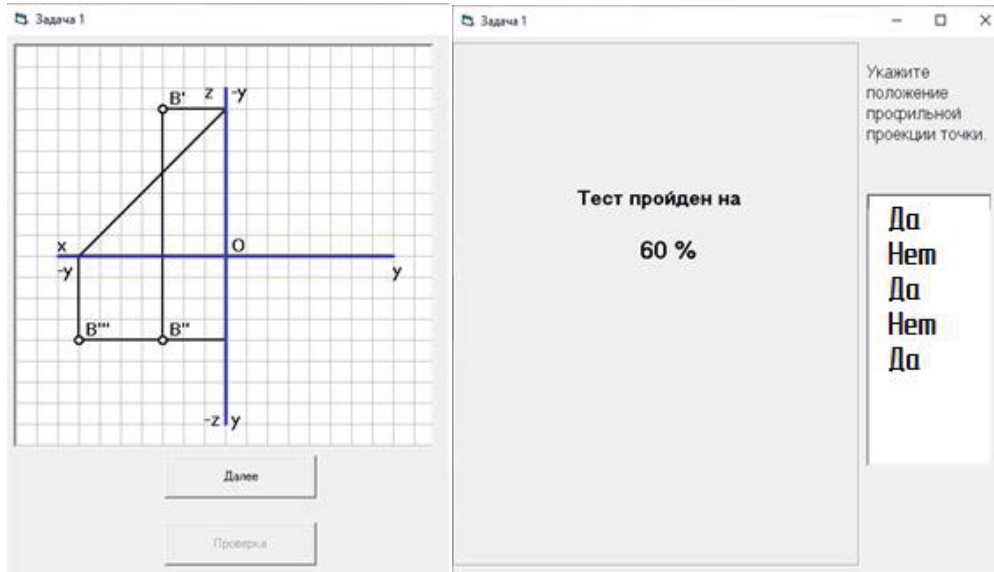 Задача 1
B' z -y
x O
-y y
B''' B''
-z y
Далее
Проверка
Задача 1
Тест пройден на
60 %
Укажите
положение
профильной
проекции точки.
Да
Нет
Да
Нет
Да